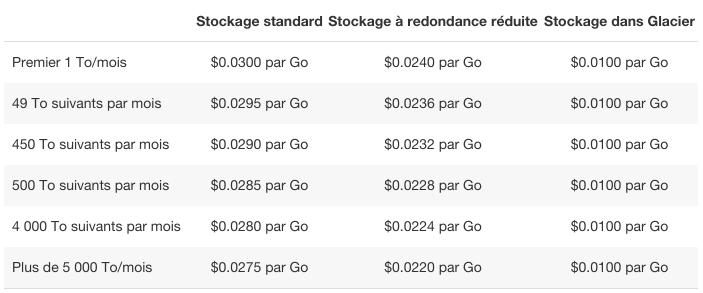 Stockage standard Stockage à redondance réduite Stockage dans Glacier
Premier 1 To/mois $0.0300 par Go $0.0240 par Go $0.0100 par Go
49 To suivants par mois $0.0295 par Go $0.0236 par Go $0.0100 par Go
450 To suivants par mois $0.0290 par Go $0.0232 par Go $0.0100 par Go
500 To suivants par mois $0.0285 par Go $0.0228 par Go $0.0100 par Go
4 000 To suivants par mois $0.0280 par Go $0.0224 par Go $0.0100 par Go
Plus de 5 000 To/mois $0.0275 par Go $0.0220 par Go $0.0100 par Go